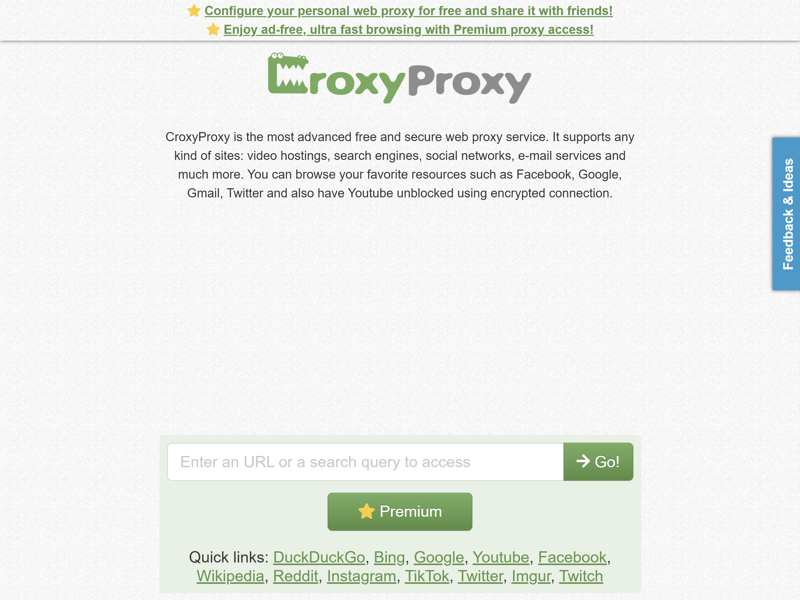 Configure your personal web proxy for free and share it with friends!
Enjoy ad-free, ultra fast browsing with Premium proxy access!
CroxyProxy
CroxyProxy is the most advanced free and secure web proxy service. It supports any
kind of sites: video hostings, search engines, social networks, e-mail services and
much more. You can browse your favorite resources such as Facebook, Google,
Gmail, Twitter and also have Youtube unblocked using encrypted connection.
Feedback & Ideas
Enter an URL or a search query to access
Go!
Premium
Quick links: DuckDuckGo, Bing, Google, Youtube, Facebook,
Wikipedia, Reddit, Instagram, TikTok, Twitter, Imgur, Twitch